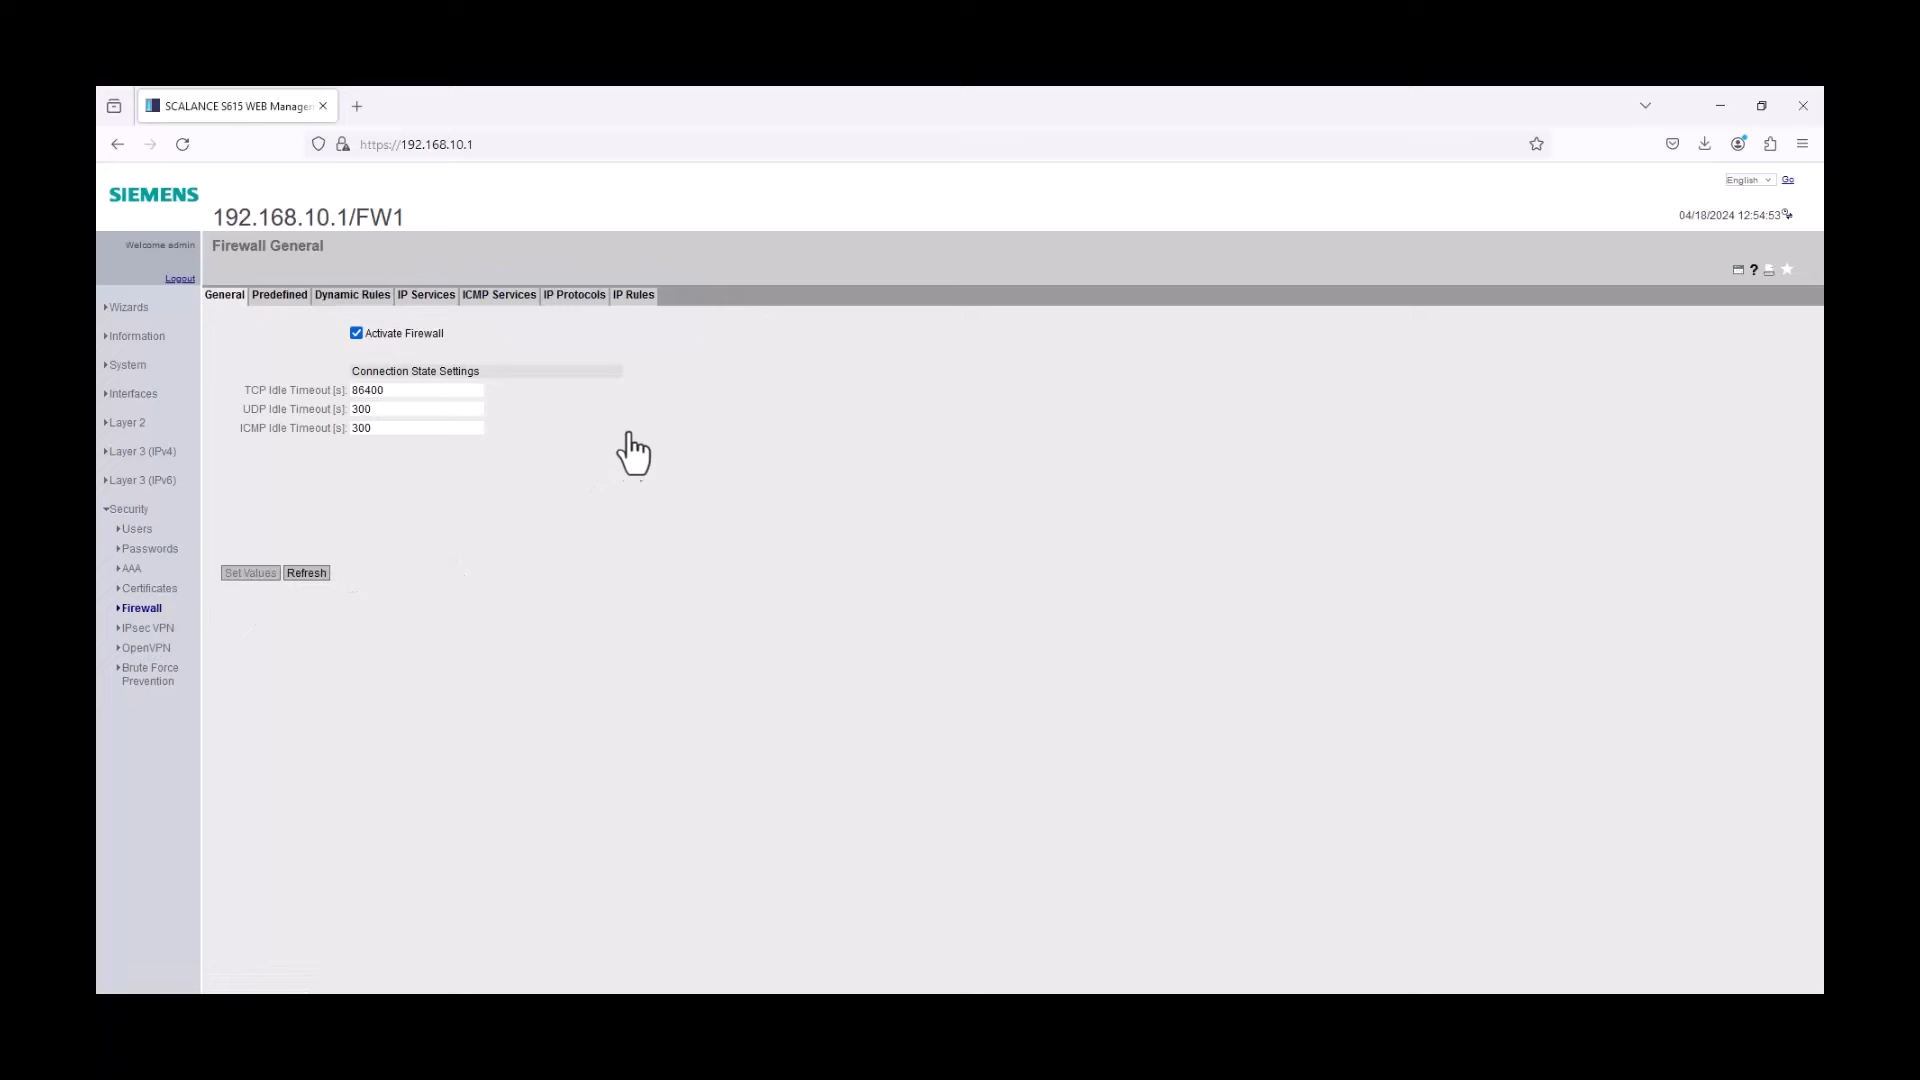 SCALANCE S615 WEB Manage
https://192.168.10.1
English Go
SIEMENS
192.168.10.1/FW1
04/18/2024 12:54:53
Welcome admin
Firewall General
Logout
?
General Predefined Dynamic Rules IP Services ICMP Services IP Protocols IP Rules
Wizards
Information
System
Interfaces
Layer 2
Layer 3 (IPv4)
Layer 3 (IPv6)
Security
Users
Passwords
AAA
Certificates
Firewall
IPsec VPN
OpenVPN
Brute Force
Prevention
Activate Firewall
Connection State Settings
TCP Idle Timeout [s]: 86400
UDP Idle Timeout [s]: 300
ICMP Idle Timeout [s]: 300
Set Values Refresh